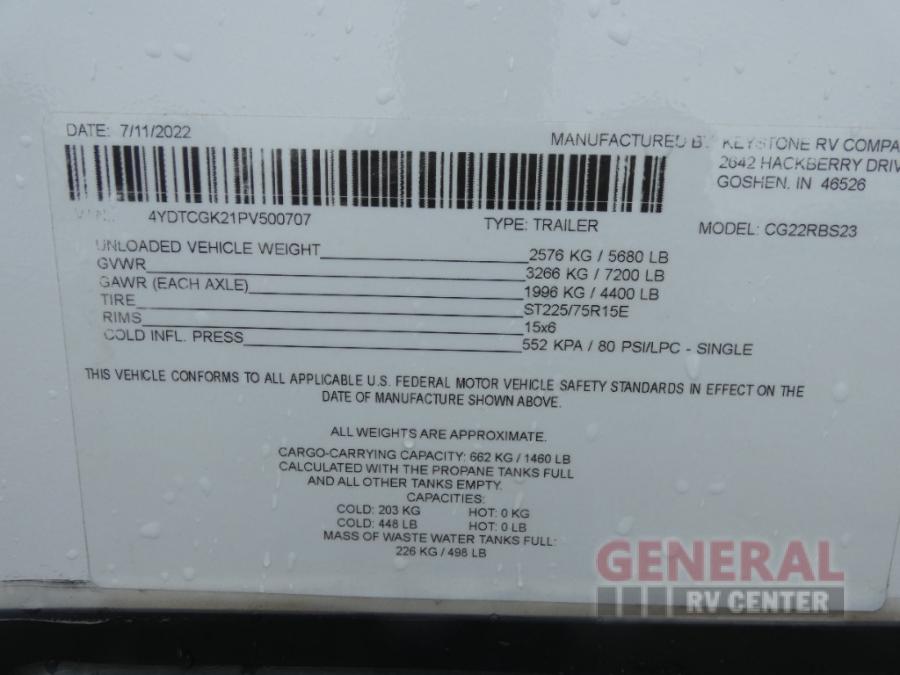 DATE: 7/11/2022
MANUFACTURED BY KEYSTONE RV COMPA
2642 HACKBERRY DRIV
GOSHEN, IN 46526
4YDTCGK21PV500707 TYPE: TRAILER MODEL: CG22RBS23
UNLOADED VEHICLE WEIGHT 2576 KG / 5680 LB
GVWR 3266 KG / 7200 LB
GAWR (EACH AXLE) 1996 KG / 4400 LB
TIRE ST225/75R15E
RIMS 15x6
COLD INFL. PRESS 552 KPA / 80 PSI/LPC - SINGLE
THIS VEHICLE CONFORMS TO ALL APPLICABLE U.S. FEDERAL MOTOR VEHICLE SAFETY STANDARDS IN EFFECT ON THE
DATE OF MANUFACTURE SHOWN ABOVE.
ALL WEIGHTS ARE APPROXIMATE.
CARGO-CARRYING CAPACITY: 662 KG / 1460 LB
CALCULATED WITH THE PROPANE TANKS FULL
AND ALL OTHER TANKS EMPTY.
CAPACITIES:
COLD: 203 KG HOT: 0 KG
COLD: 448 LB HOT: 0 LB
MASS OF WASTE WATER TANKS FULL:
226 KG / 498 LB
GENERAL
RV CENTER